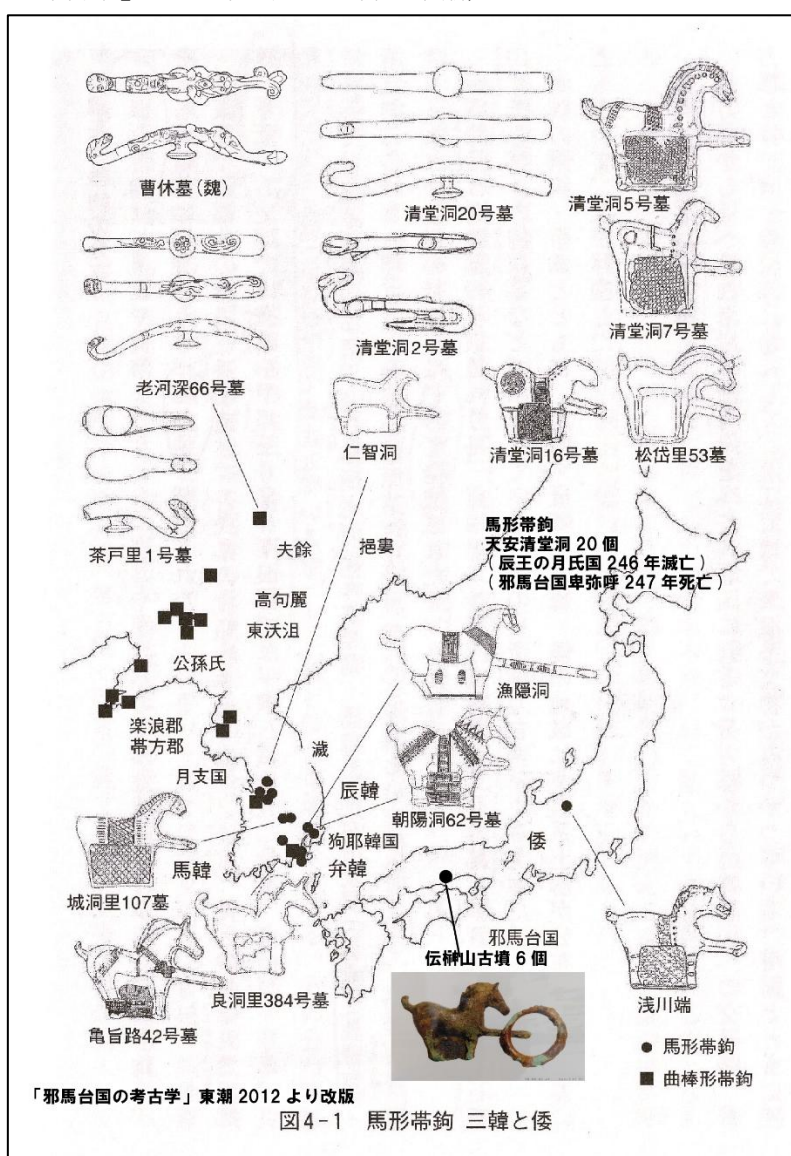 曹休墓(魏)
清堂洞20号墓
清堂洞5号墓
清堂洞2号墓
清堂洞7号墓
老河深66号墓
仁智洞
清堂洞16号墓
松岱里53墓
茶戸里1号墓
夫餘
挹婁
馬形帯鉤
天安清堂洞 20 個
(辰王の月氏国 246 年滅亡)
(邪馬台国卑弥呼 247 年死亡)
高句麗
東沃沮
公孫氏
漁隠洞
楽浪郡
帯方郡
濊
月支国
辰韓
朝陽洞62号墓
狗耶韓国
倭
馬韓
弁韓
城洞里107墓
邪馬台国
伝榊山古墳 6 個
良洞里384号墓
浅川端
亀旨路42号墓
● 馬形帯鉤
■ 曲棒形帯鉤
「邪馬台国の考古学」東潮 2012 より改版
図4-1 馬形帯鉤 三韓と倭